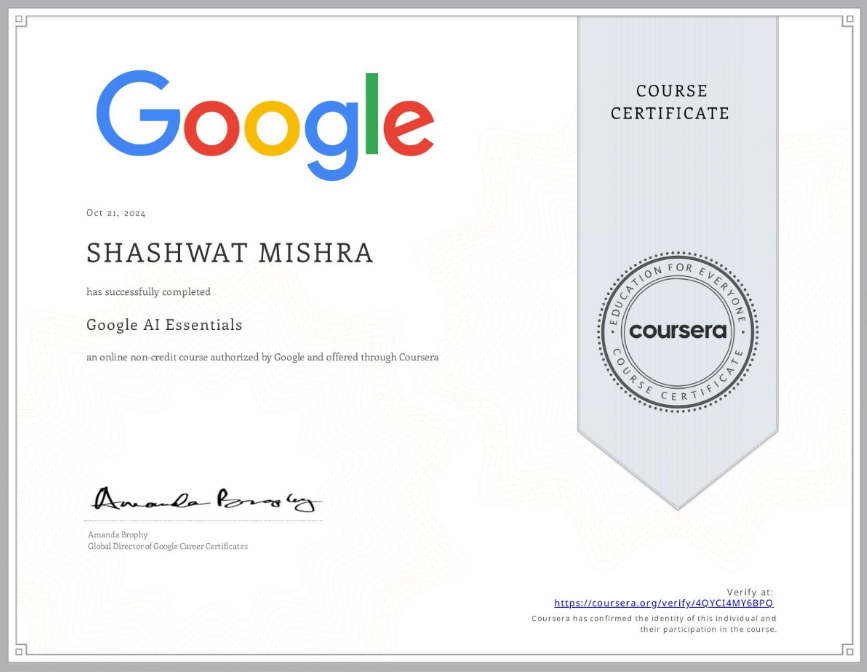 Google
COURSE
CERTIFICATE
Oct 21, 2024
SHASHWAT MISHRA
has successfully completed
Google AI Essentials
an online non-credit course authorized by Google and offered through Coursera
EDUCATION FOR EVERYONE
coursera
COURSE CERTIFICATE
Amanda Brophy
Amanda Brophy
Global Director of Google Career Certificates
Verify at:
https://coursera.org/verify/4QYCI4MY6BPQ
Coursera has confirmed the identity of this individual and
their participation in the course.